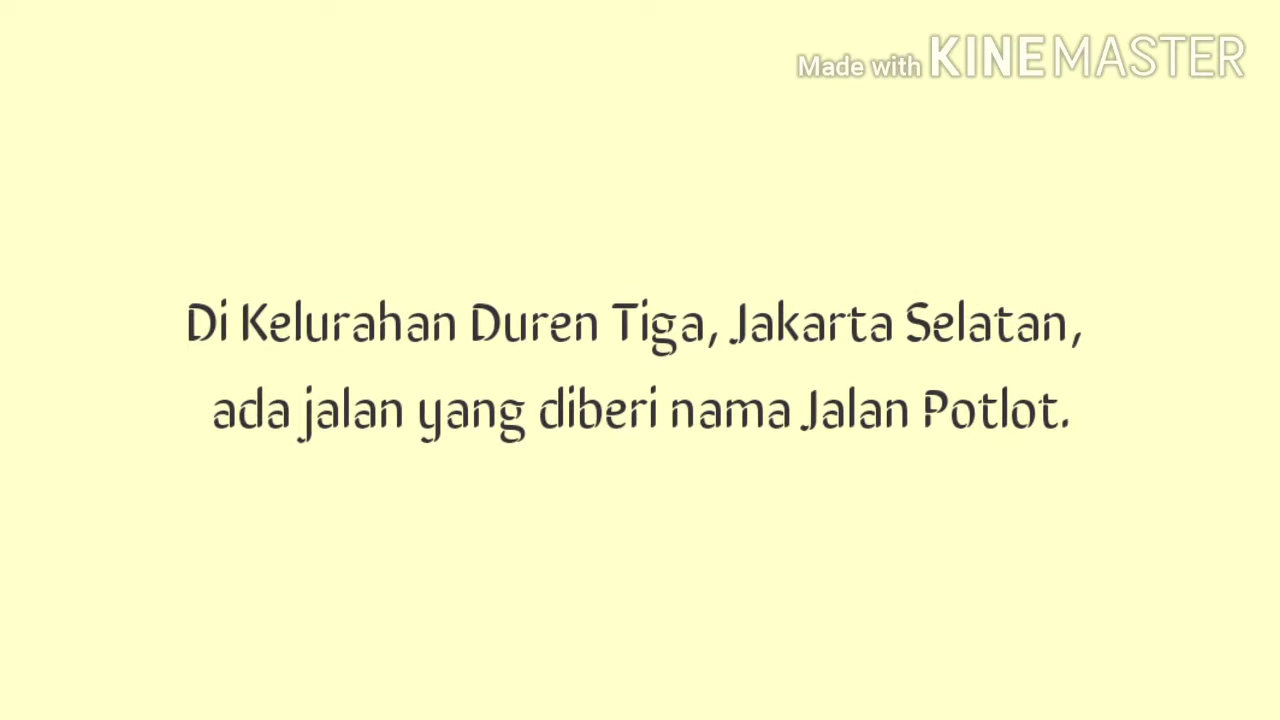 Made with KINEMASTER
Di Kelurahan Duren Tiga, Jakarta Selatan,
ada jalan yang diberi nama Jalan Potlot.